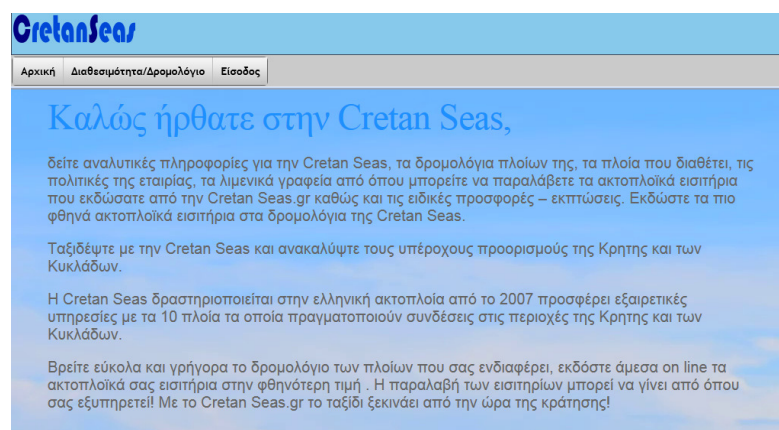 CretanSeas
Αρχική Διαθεσιμότητα/Δρομολόγιο Είσοδος
Καλώς ήρθατε στην Cretan Seas,
δείτε αναλυτικές πληροφορίες για την Cretan Seas, τα δρομολόγια πλοίων της, τα πλοία που διαθέτει, τις
πολιτικές της εταιρίας, τα λιμενικά γραφεία από όπου μπορείτε να παραλάβετε τα ακτοπλοϊκά εισιτήρια
που εκδώσατε από την Cretan Seas.gr καθώς και τις ειδικές προσφορές – εκπτώσεις. Εκδώστε τα πιο
φθηνά ακτοπλοϊκά εισιτήρια στα δρομολόγια της Cretan Seas.
Ταξιδέψτε με την Cretan Seas και ανακαλύψτε τους υπέροχους προορισμούς της Κρητης και των
Κυκλάδων.
Η Cretan Seas δραστηριοποιείται στην ελληνική ακτοπλοία από το 2007 προσφέρει εξαιρετικές
υπηρεσίες με τα 10 πλοία τα οποία πραγματοποιούν συνδέσεις στις περιοχές της Κρητης και των
Κυκλάδων.
Βρείτε εύκολα και γρήγορα το δρομολόγιο των πλοίων που σας ενδιαφέρει, εκδόστε άμεσα on line τα
ακτοπλοϊκά σας εισιτήρια στην φθηνότερη τιμή . Η παραλαβή των εισιτηρίων μπορεί να γίνει από όπου
σας εξυπηρετεί! Με το Cretan Seas.gr το ταξίδι ξεκινάει από την ώρα της κράτησης!